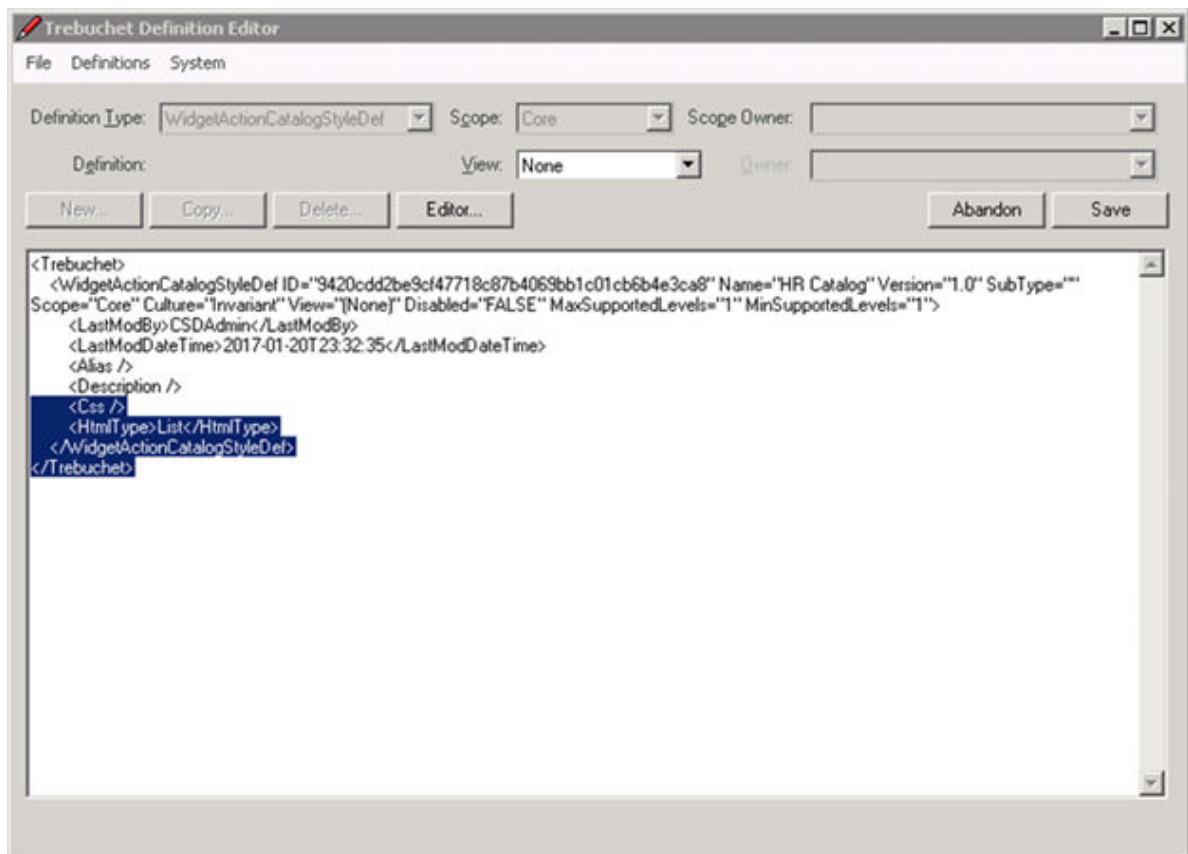 Trebuchet Definition Editor
File Definitions System
Definition Type: WidgetActionCatalogStyleDef Scope: Core Scope Owner:
Definition: View: None Owner:
New... Copy... Delete... Editor... Abandon Save
<Trebuchet>
<WidgetActionCatalogStyleDef ID="9420cdd2be9cf47718c87b4069bb1c01cb6b4e3ca8" Name="HR Catalog" Version="1.0" SubType=""
Scope="Core" Culture="Invariant" View="(None)" Disabled="FALSE" MaxSupportedLevels="1" MinSupportedLevels="1">
<LastModBy>CSDAdmin</LastModBy>
<LastModDateTime>2017-01-20T23:32:35</LastModDateTime>
<Alias />
<Description />
<Css />
<HtmlType>List</HtmlType>
</WidgetActionCatalogStyleDef>
</Trebuchet>